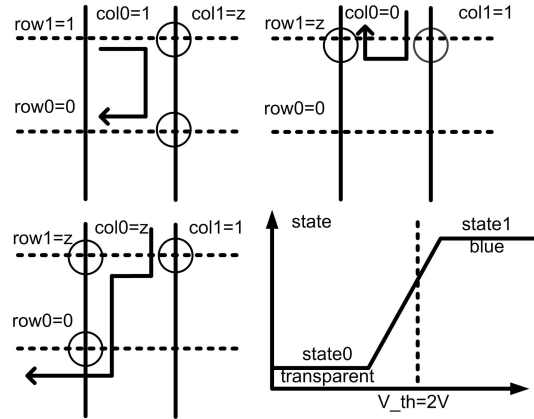 col0=1 col1=z
row1=1
row0=0
col0=0 col1=1
row1=z
row0=0
col0=z col1=1
row1=z
row0=0
state
state1
blue
state0
transparent
V_th=2V